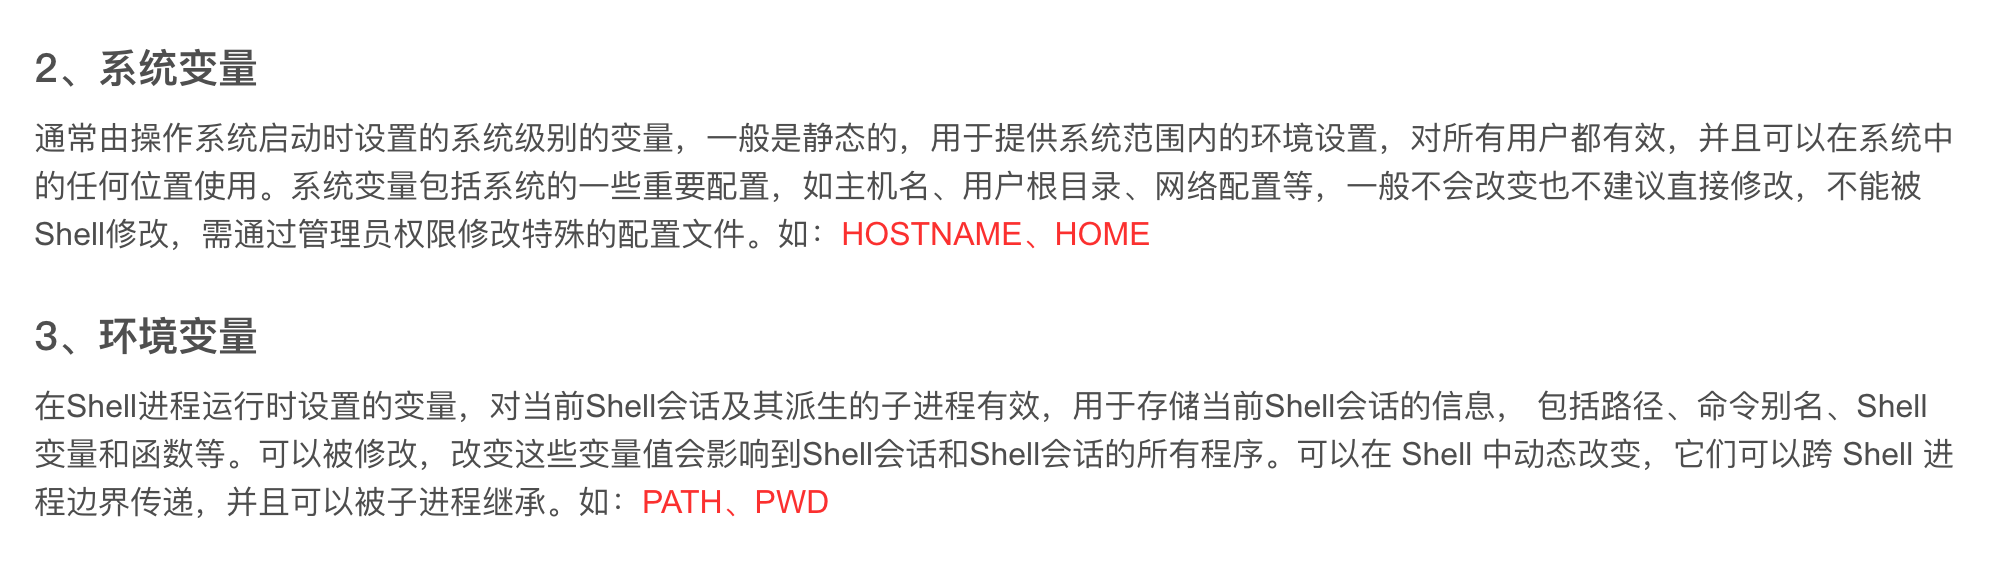 2、系统变量
通常由操作系统启动时设置的系统级别的变量，一般是静态的，用于提供系统范围内的环境设置，对所有用户都有效，并且可以在系统中
的任何位置使用。系统变量包括系统的一些重要配置，如主机名、用户根目录、网络配置等，一般不会改变也不建议直接修改，不能被
Shell修改，需通过管理员权限修改特殊的配置文件。如：HOSTNAME、HOME
3、环境变量
在Shell进程运行时设置的变量，对当前Shell会话及其派生的子进程有效，用于存储当前Shell会话的信息， 包括路径、命令别名、Shell
变量和函数等。可以被修改，改变这些变量值会影响到Shell会话和Shell会话的所有程序。可以在 Shell 中动态改变，它们可以跨 Shell 进
程边界传递，并且可以被子进程继承。如：PATH、PWD